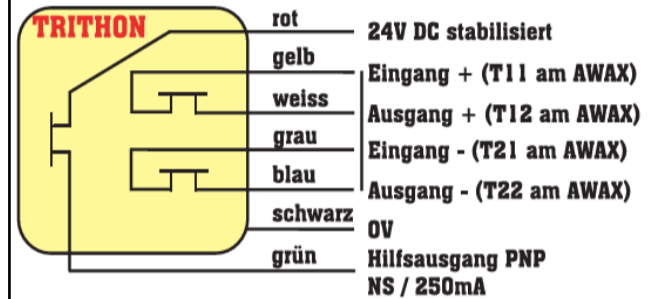 TRITHON
rot 24V DC stabilisiert
gelb Eingang + (T11 am AWAX)
weiss Ausgang + (T12 am AWAX)
grau Eingang - (T21 am AWAX)
blau Ausgang - (T22 am AWAX)
schwarz 0V
grün Hilfsausgang PNP
NS / 250mA